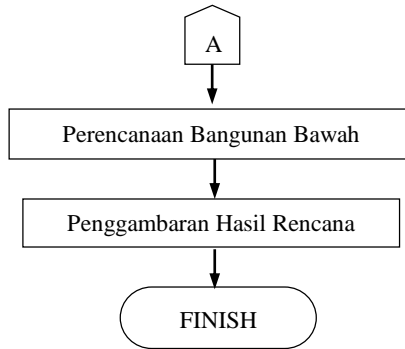 A
Perencanaan Bangunan Bawah
Penggambaran Hasil Rencana
FINISH